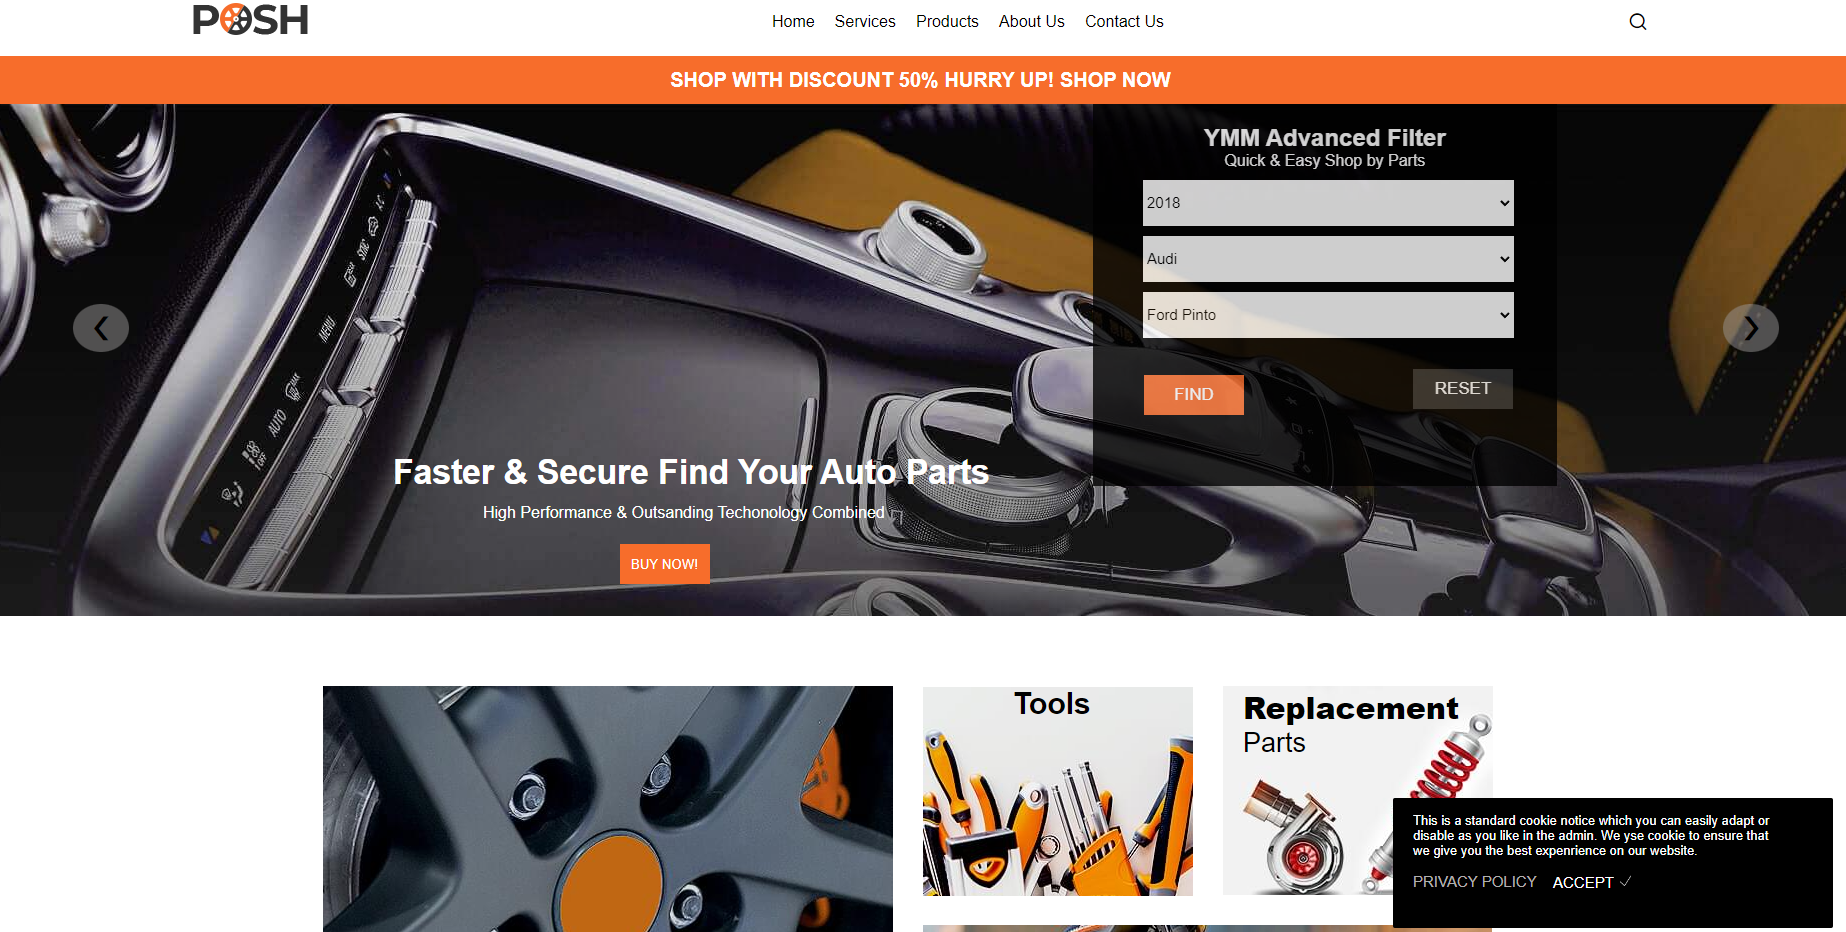 POSH
Home Services Products About Us Contact Us
SHOP WITH DISCOUNT 50% HURRY UP! SHOP NOW
YMM Advanced Filter
Quick & Easy Shop by Parts
2018
Audi
Ford Pinto
FIND
RESET
A/C
SYNC
MENU
MAX
AUTO
OFF
Faster & Secure Find Your Auto Parts
High Performance & Outsanding Techonology Combined
BUY NOW!
Tools
Replacement
Parts
This is a standard cookie notice which you can easily adapt or
disable as you like in the admin. We yse cookie to ensure that
we give you the best expenrience on our website.
PRIVACY POLICY ACCEPT